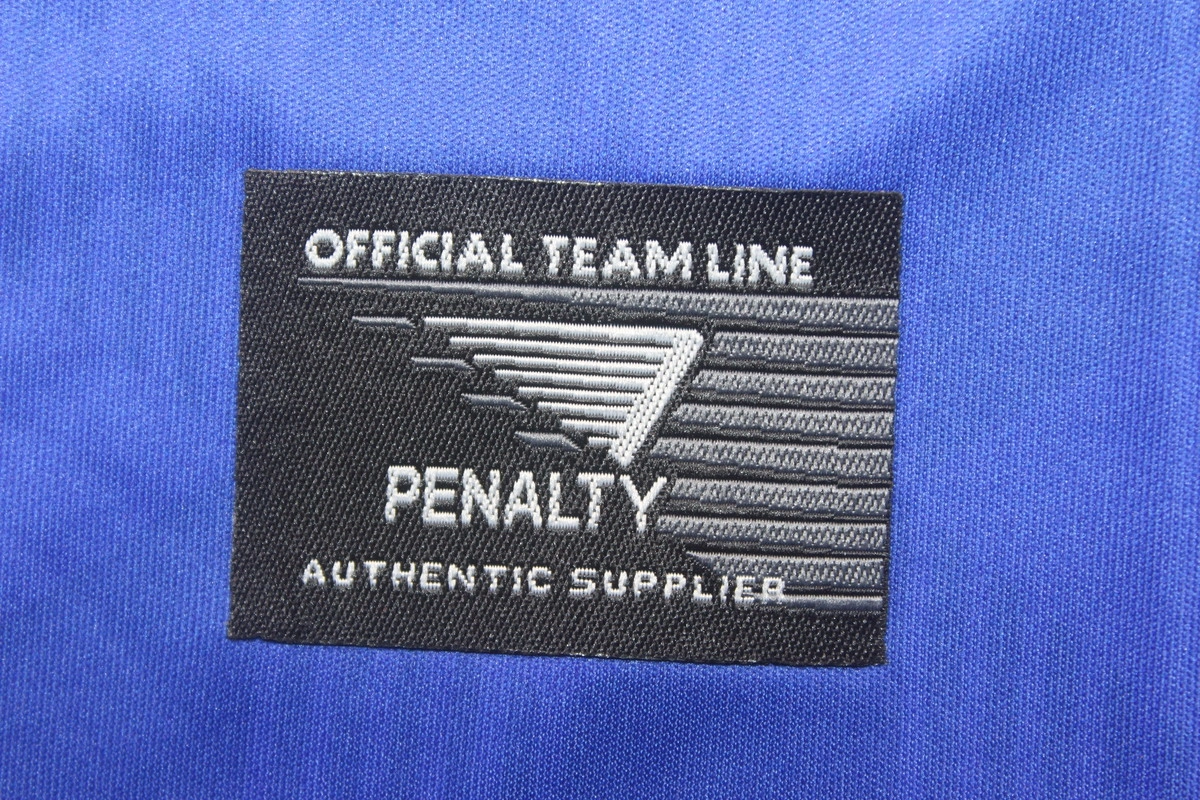 OFFICIAL TEAM LINE
PENALTY
AUTHENTIC SUPPLIER